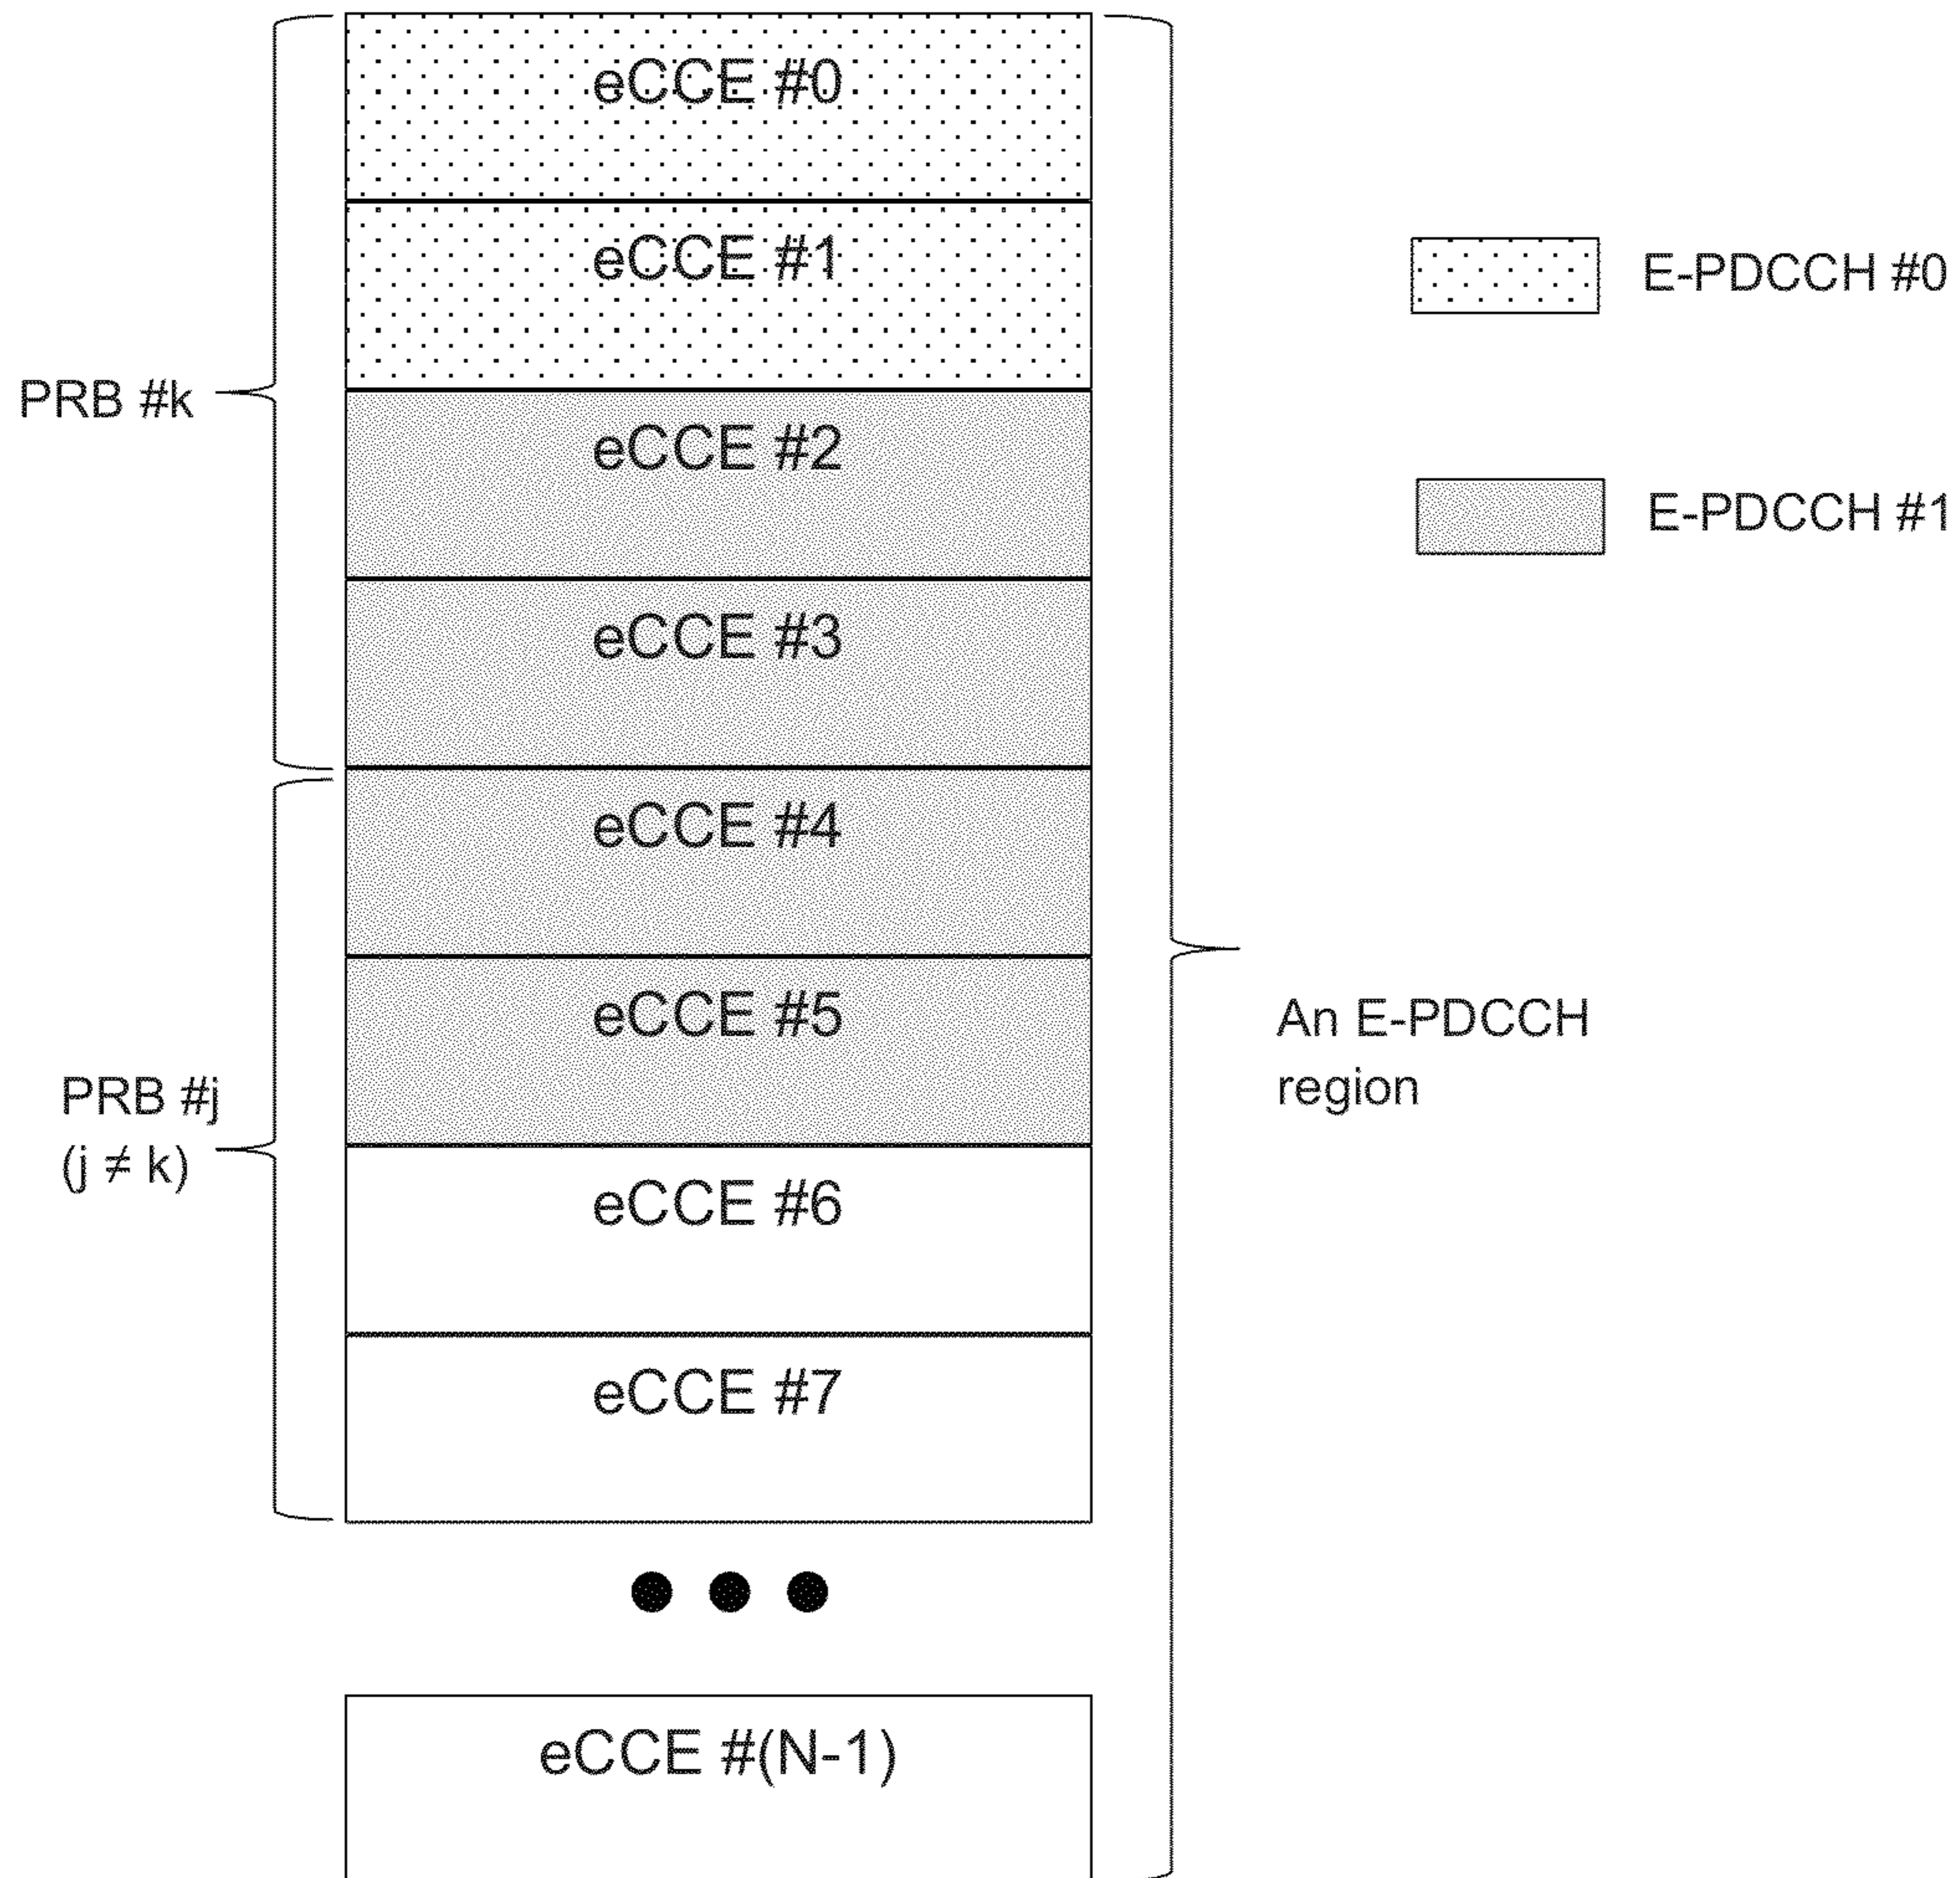 eCCE #0
eCCE #1
PRB #k
eCCE #2
eCCE #3
eCCE #4
eCCE #5
PRB #j
(j ≠ k)
eCCE #6
eCCE #7
eCCE #(N-1)
E-PDCCH #0
E-PDCCH #1
An E-PDCCH
region